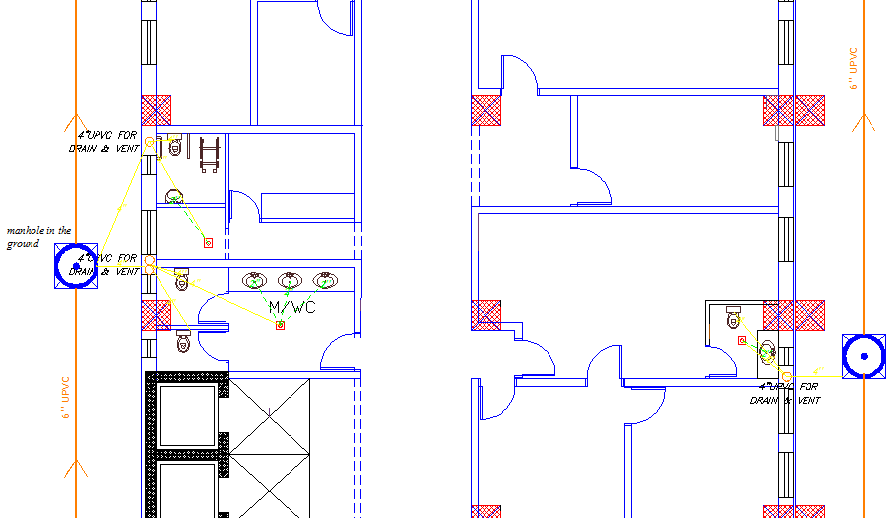 6" UPVC
4"UPVC FOR
DRAIN & VENT
manhole in the
ground
4"UPVC FOR
DRAIN & VENT
M/WC
6" UPVC
4"UPVC FOR
DRAIN & VENT